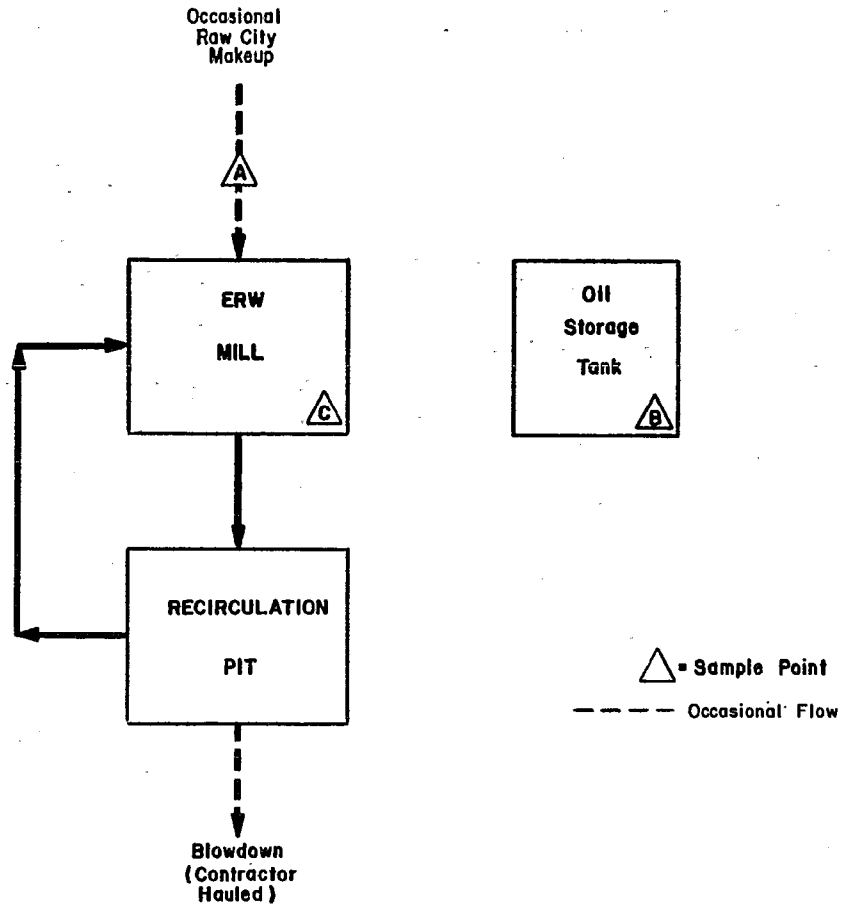 Occasional
Raw City
Makeup
A
ERW
MILL
C
Oil
Storage
Tank
B
RECIRCULATION
PIT
= Sample Point
Occasional Flow
Blowdown
(Contractor
Hauled)